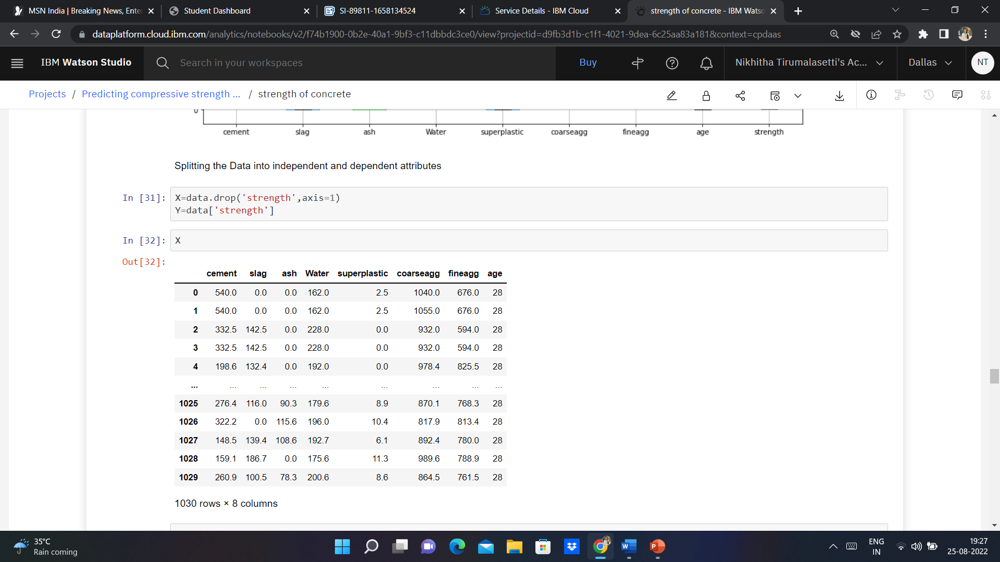 MSN India | Breaking News, Enter
Student Dashboard
SI-89811-1658134524
Service Details - IBM Cloud
strength of concrete - IBM Watso
dataplatform.cloud.ibm.com/analytics/notebooks/v2/f74b1900-0b2e-40a1-9bf3-c11dbbdc3ce0/view?projectid=d9fb3d1b-c1f1-4021-9dea-6c25aa83a181&context=cpdaas
IBM Watson Studio
Search in your workspaces
Buy
Nikhitha Tirumalasetti's Ac...
Dallas
NT
Projects / Predicting compressive strength ... / strength of concrete
0
cement slag ash Water superplastic coarseagg fineagg age strength
Splitting the Data into independent and dependent attributes
In [31]: X=data.drop('strength',axis=1)
Y=data['strength']
In [32]: X
Out[32]:
cement slag ash Water superplastic coarseagg fineagg age
0 540.0 0.0 0.0 162.0 2.5 1040.0 676.0 28
1 540.0 0.0 0.0 162.0 2.5 1055.0 676.0 28
2 332.5 142.5 0.0 228.0 0.0 932.0 594.0 28
3 332.5 142.5 0.0 228.0 0.0 932.0 594.0 28
4 198.6 132.4 0.0 192.0 0.0 978.4 825.5 28
... ... ... ... ... ... ... ... ...
1025 276.4 116.0 90.3 179.6 8.9 870.1 768.3 28
1026 322.2 0.0 115.6 196.0 10.4 817.9 813.4 28
1027 148.5 139.4 108.6 192.7 6.1 892.4 780.0 28
1028 159.1 186.7 0.0 175.6 11.3 989.6 788.9 28
1029 260.9 100.5 78.3 200.6 8.6 864.5 761.5 28
1030 rows × 8 columns
35°C
Rain coming
ENG
IN
19:27
25-08-2022